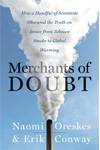 How a Handful of Scientists
Obscured the Truth on
Issues from Tobacco
Smoke to Global
Warming
Merchants of
DOUBT
Naomi
Oreskes
& Erik
Conway